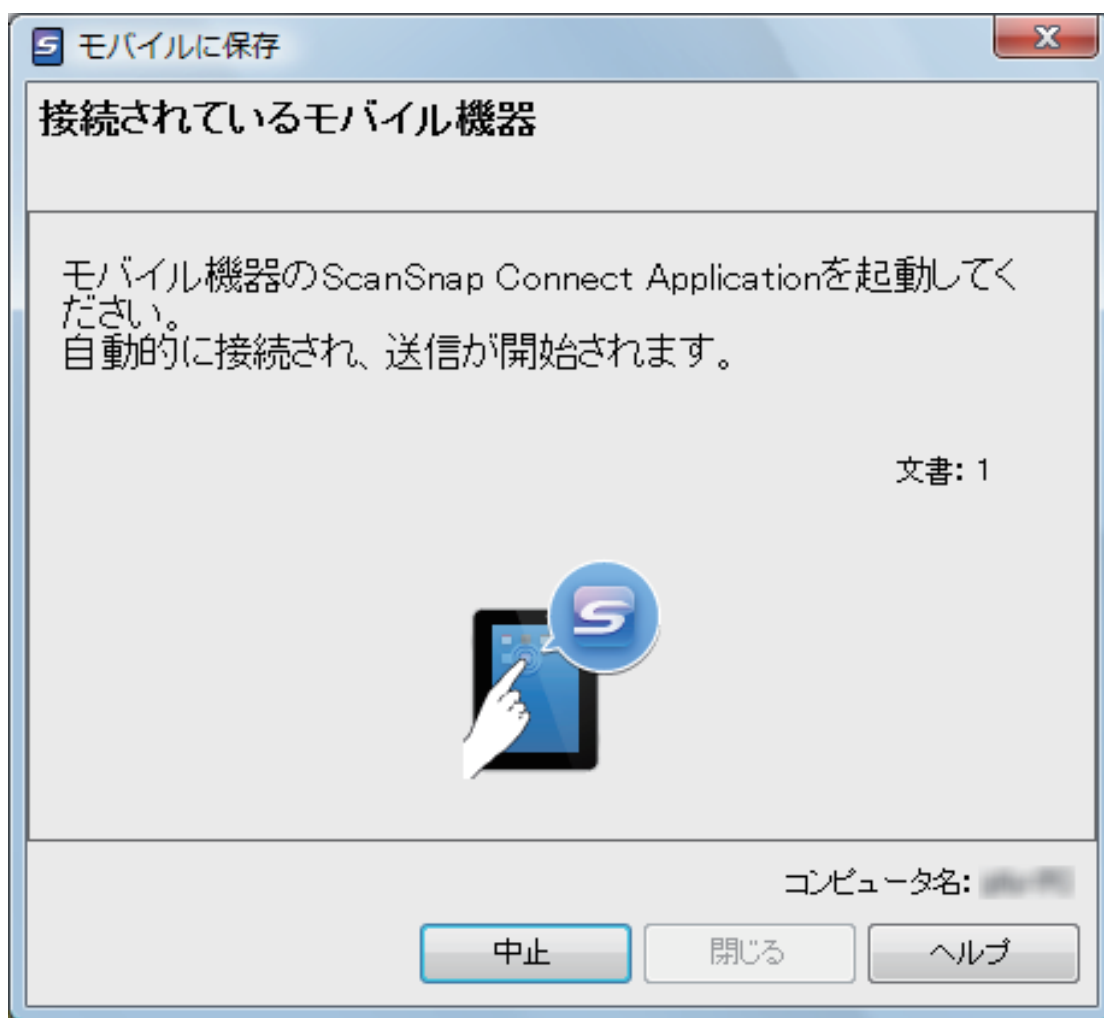 モバイルに保存
接続されているモバイル機器
モバイル機器のScanSnap Connect Applicationを起動してく
ださい。
自動的に接続され、送信が開始されます。
文書: 1
コンピュータ名:
中止
閉じる
ヘルプ